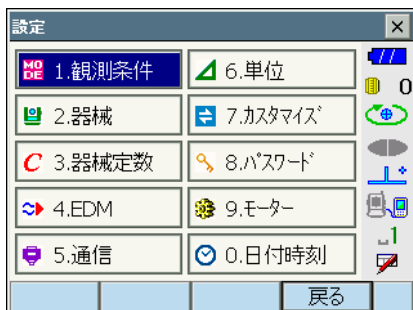 設定
MODE 1.観測条件
6.単位
2.器械
7.ｶｽﾀﾏｲｽﾞ
C 3.器械定数
8.ﾊﾟｽﾜｰﾄﾞ
4.EDM
9.ﾓｰﾀｰ
5.通信
0.日付時刻
戻る
0
1